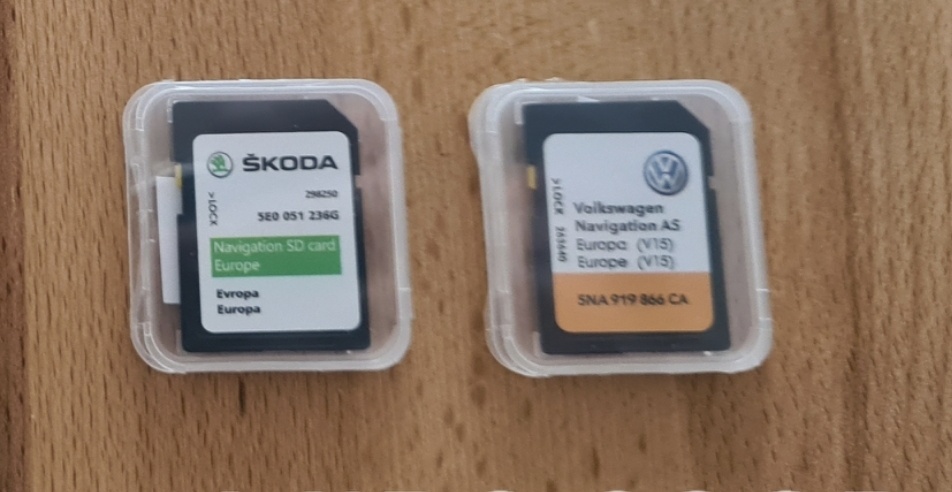 ŠKODA
298250
>LOCK
5E0 051 236G
Navigation SD card
Europe
Evropa
Europa
>LOCK
Volkswagen
Navigation AS
Europa (V15)
Europe (V15)
5NA 919 866 CA